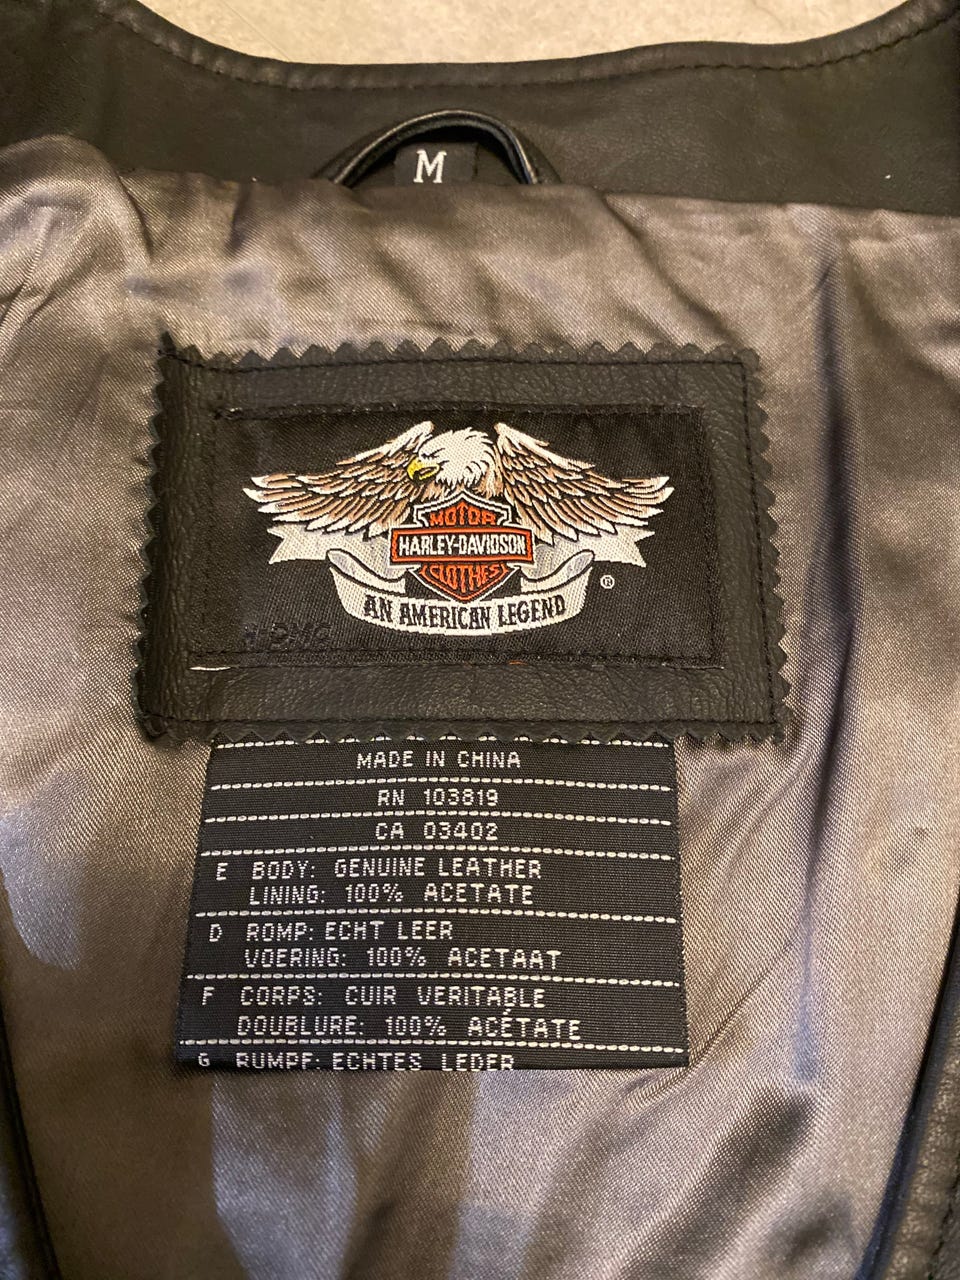 M
MOTOR
HARLEY-DAVIDSON
CLOTHES
®
AN AMERICAN LEGEND
MADE IN CHINA
RN 103819
CA 03402
E BODY: GENUINE LEATHER
LINING: 100% ACETATE
D ROMP: ECHT LEER
VOERING: 100% ACETAAT
F CORPS: CUIR VERITABLE
DOUBLURE: 100% ACÉTATE
G RUMPF: ECHTES LEDER